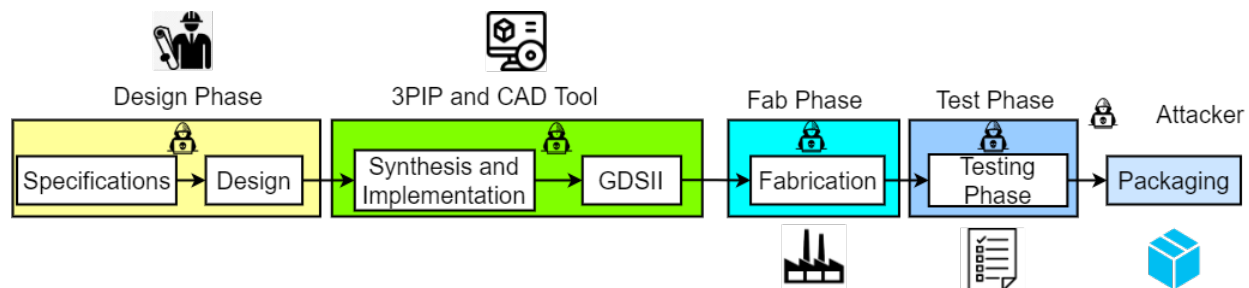 Design Phase
3PIP and CAD Tool
Fab Phase
Test Phase
Attacker
Specifications
Design
Synthesis and
Implementation
GDSII
Fabrication
Testing
Phase
Packaging